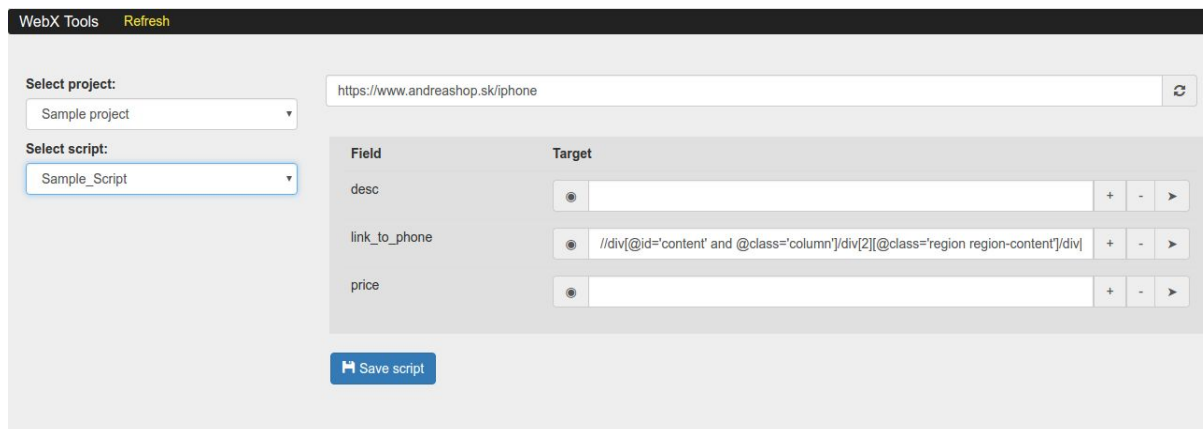 WebX Tools Refresh
Select project:
Sample project
Select script:
Sample_Script
https://www.andreashop.sk/iphone
Field Target
desc
+ -
link_to_phone //div[@id='content' and @class='column']/div[2][@class='region region-content']/div| + -
price
+ -
Save script